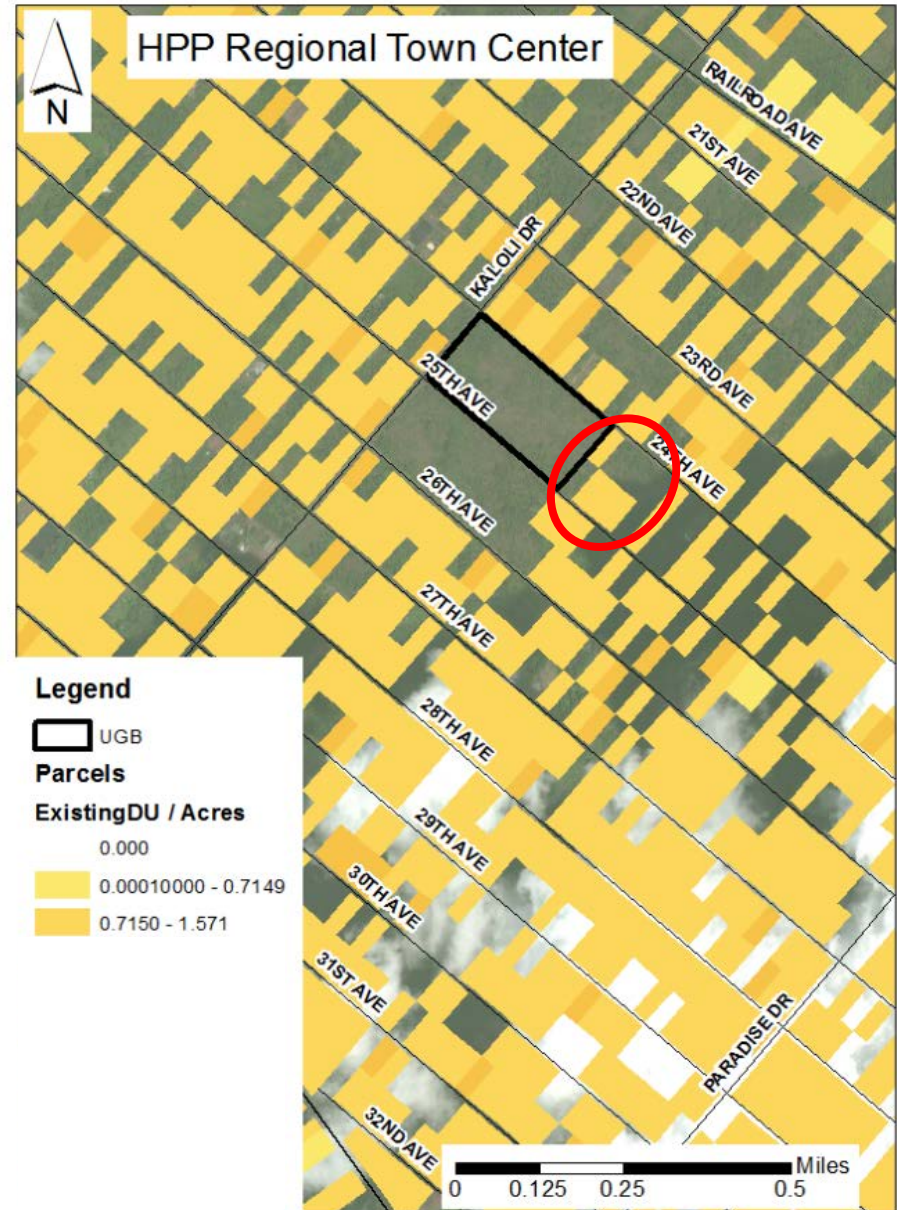 HPP Regional Town Center
N
RAILROAD AVE
21ST AVE
22ND AVE
KALOLI DR
23RD AVE
25TH AVE
24TH AVE
26TH AVE
27TH AVE
28TH AVE
29TH AVE
30TH AVE
31ST AVE
PARADISE DR
32ND AVE
Legend
UGB
Parcels
ExistingDU / Acres
0.000
0.00010000 - 0.7149
0.7150 - 1.571
Miles
0 0.125 0.25 0.5